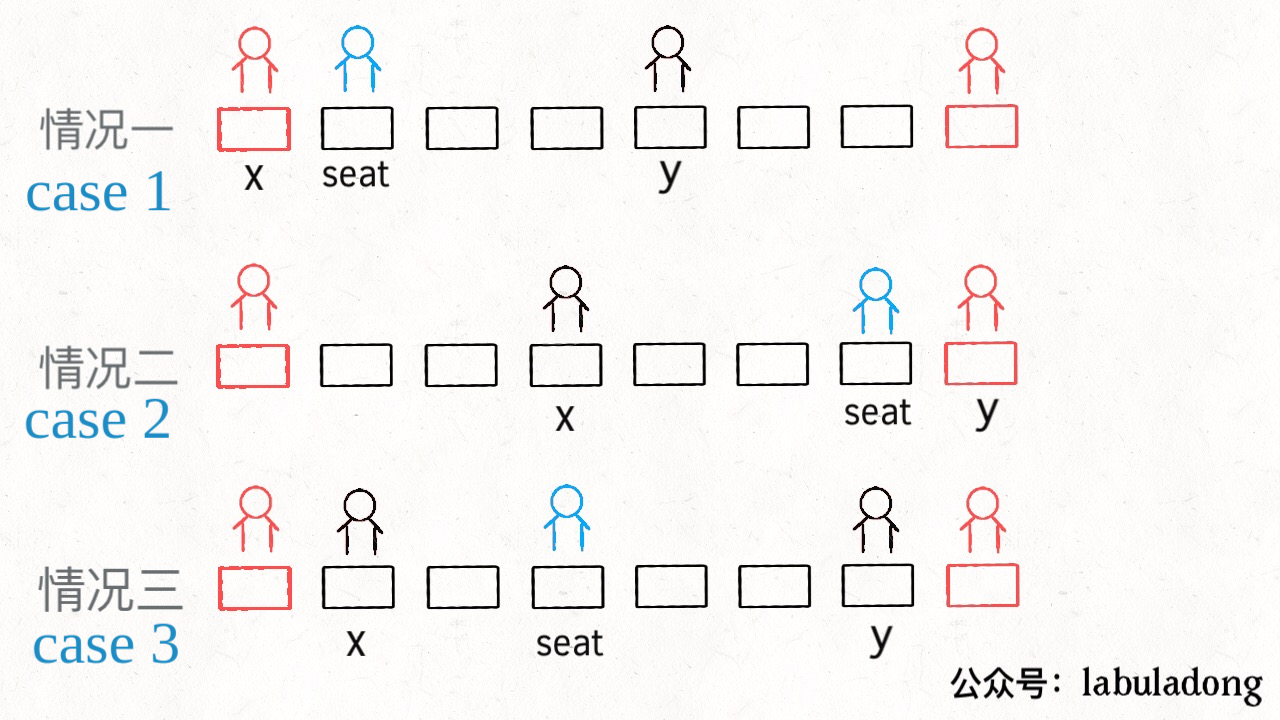 情况一
case 1
x seat y
情况二
case 2
x seat y
情况三
case 3
x seat y
公众号：labuladong